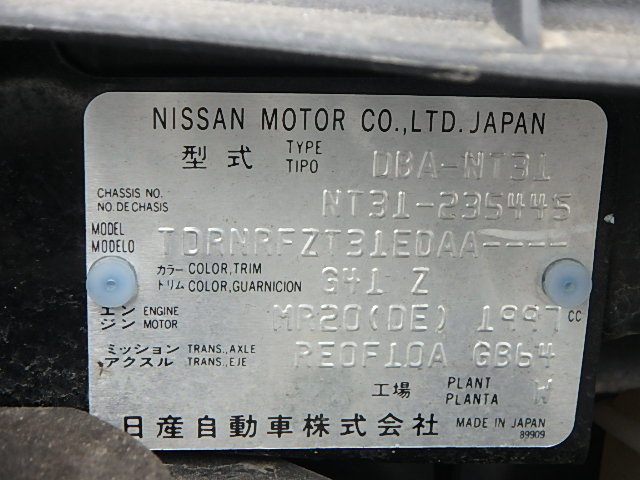 NISSAN MOTOR CO.,LTD. JAPAN
型式 TYPE TIPO DBA-NT31
CHASSIS NO. NO. DE CHASIS NT31-235445
MODEL MODELO TDRNRFZT31EDAA----
カラー COLOR, TRIM トリム COLOR, GUARNICION G41 Z
エンジン ENGINE MOTOR MR20(DE) 1997 CC
ミッション TRANS., AXLE アクスル TRANS., EJE RE0F10A GB64
工場 PLANT PLANTA W
日産自動車株式会社 MADE IN JAPAN
89909